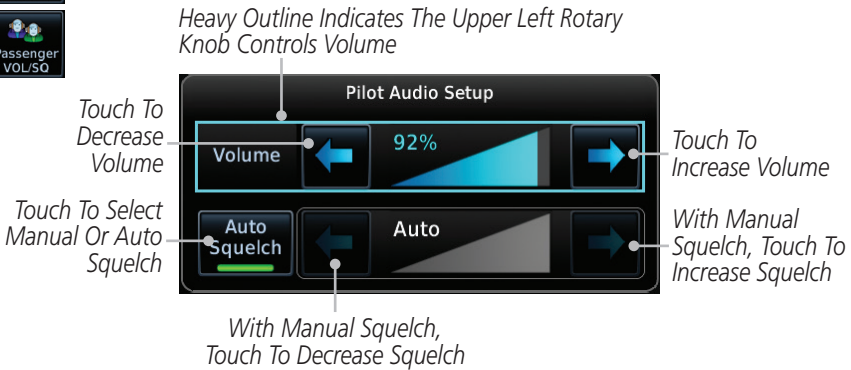 Passenger
VOL/SQ
Heavy Outline Indicates The Upper Left Rotary
Knob Controls Volume
Pilot Audio Setup
Touch To
Decrease
Volume
Volume
92%
Touch To
Increase Volume
Touch To Select
Manual Or Auto
Squelch
Auto
Squelch
Auto
With Manual
Squelch, Touch To
Increase Squelch
With Manual Squelch,
Touch To Decrease Squelch